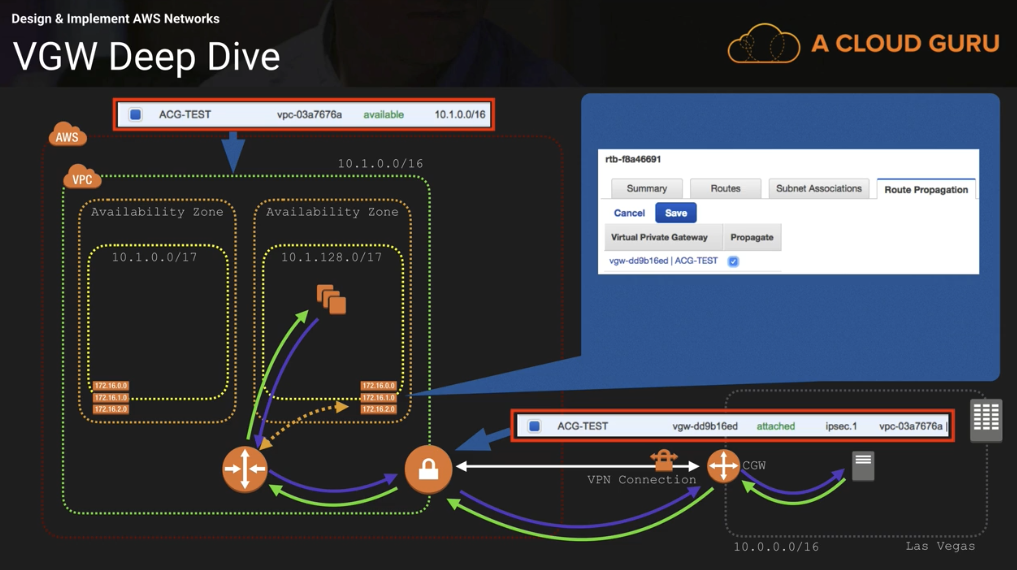 Design & Implement AWS Networks
VGW Deep Dive
A CLOUD GURU
ACG-TEST vpc-03a7676a available 10.1.0.0/16
AWS
10.1.0.0/16
VPC
Availability Zone
Availability Zone
10.1.0.0/17
10.1.128.0/17
172.16.0.0
172.16.1.0
172.16.2.0
172.16.0.0
172.16.1.0
172.16.2.0
rtb-f8a46691
Summary Routes Subnet Associations Route Propagation
Cancel Save
Virtual Private Gateway Propagate
vgw-dd9b16ed | ACG-TEST
ACG-TEST vgw-dd9b16ed attached ipsec.1 vpc-03a7676a |
VPN Connection
CGW
10.0.0.0/16
Las Vegas